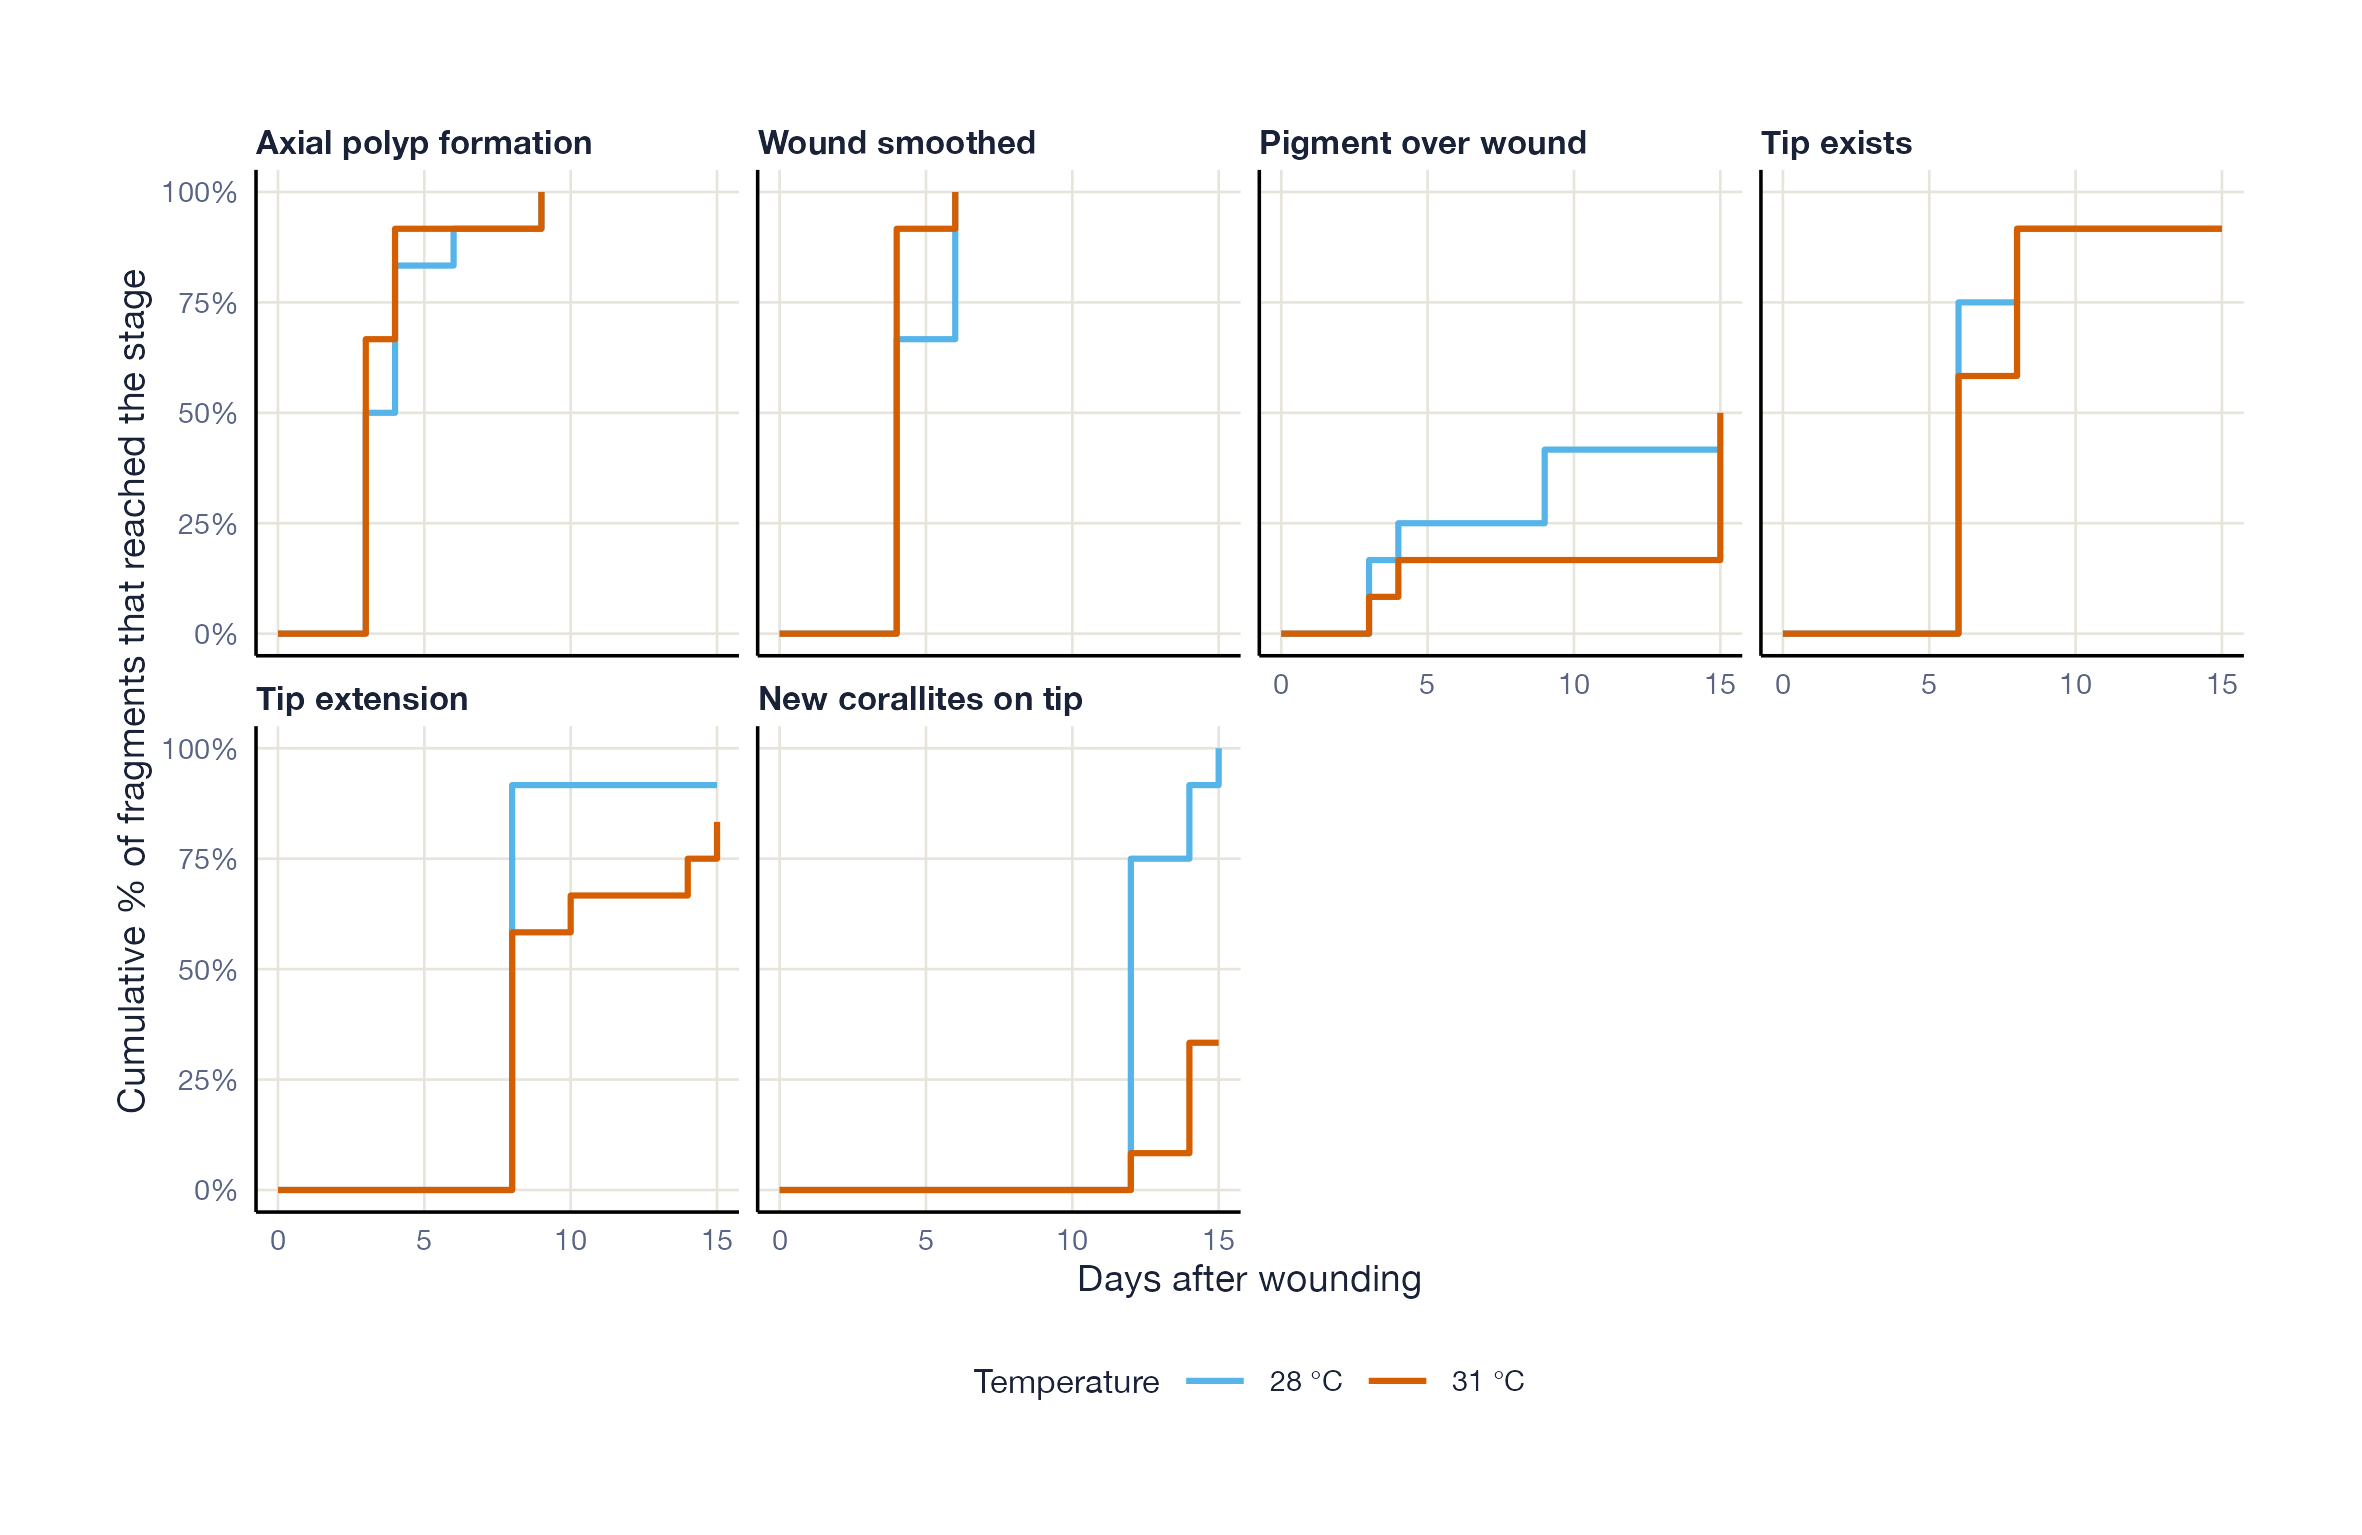 Axial polyp formation
Wound smoothed
Pigment over wound
Tip exists
100%
75%
50%
25%
0%
0 5 10 15
0 5 10 15
Tip extension
New corallites on tip
100%
75%
50%
25%
0%
0 5 10 15
0 5 10 15
Cumulative % of fragments that reached the stage
Days after wounding
Temperature 28 °C 31 °C